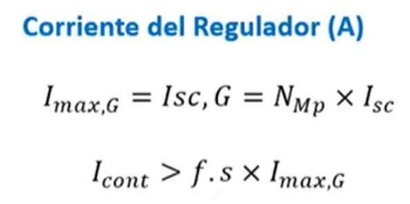 Corriente del Regulador (A)
I_{max,G} = Isc, G = N_{Mp} × I_{sc}
I_{cont} > f.s × I_{max,G}